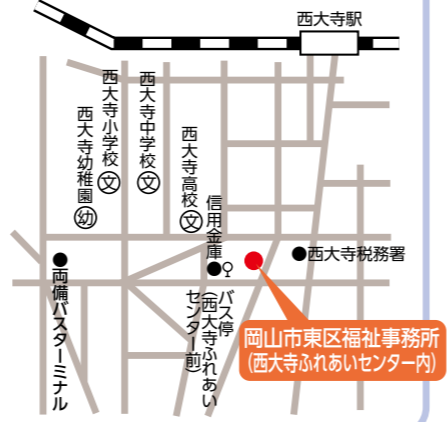 西大寺駅
西大寺幼稚園
幼
西大寺小学校
文
西大寺中学校
文
西大寺高校
文
信用金庫
バス停
(西大寺ふれあい
センター前)
西大寺税務署
両備バスターミナル
岡山市東区福祉事務所
(西大寺ふれあいセンター内)